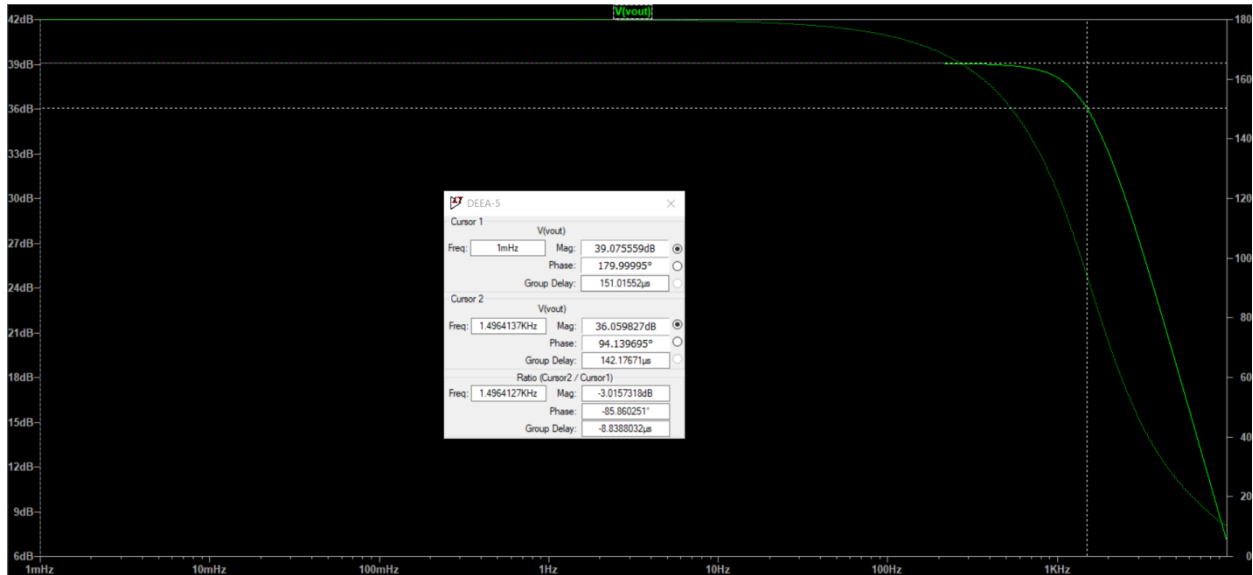 V(vout)
42dB
39dB
36dB
33dB
30dB
27dB
24dB
21dB
18dB
15dB
12dB
9dB
6dB
180
160
140
120
100
80
60
40
20
0
DEEA-5
Cursor 1
V(vout)
Freq: 1mHz Mag: 39.075559dB
Phase: 179.99995°
Group Delay: 151.01552µs
Cursor 2
V(vout)
Freq: 1.4964137KHz Mag: 36.059827dB
Phase: 94.139695°
Group Delay: 142.17671µs
Ratio (Cursor2 / Cursor1)
Freq: 1.4964127KHz Mag: -3.0157318dB
Phase: -85.860251°
Group Delay: -8.8388032µs
1mHz 10mHz 100mHz 1Hz 10Hz 100Hz 1KHz